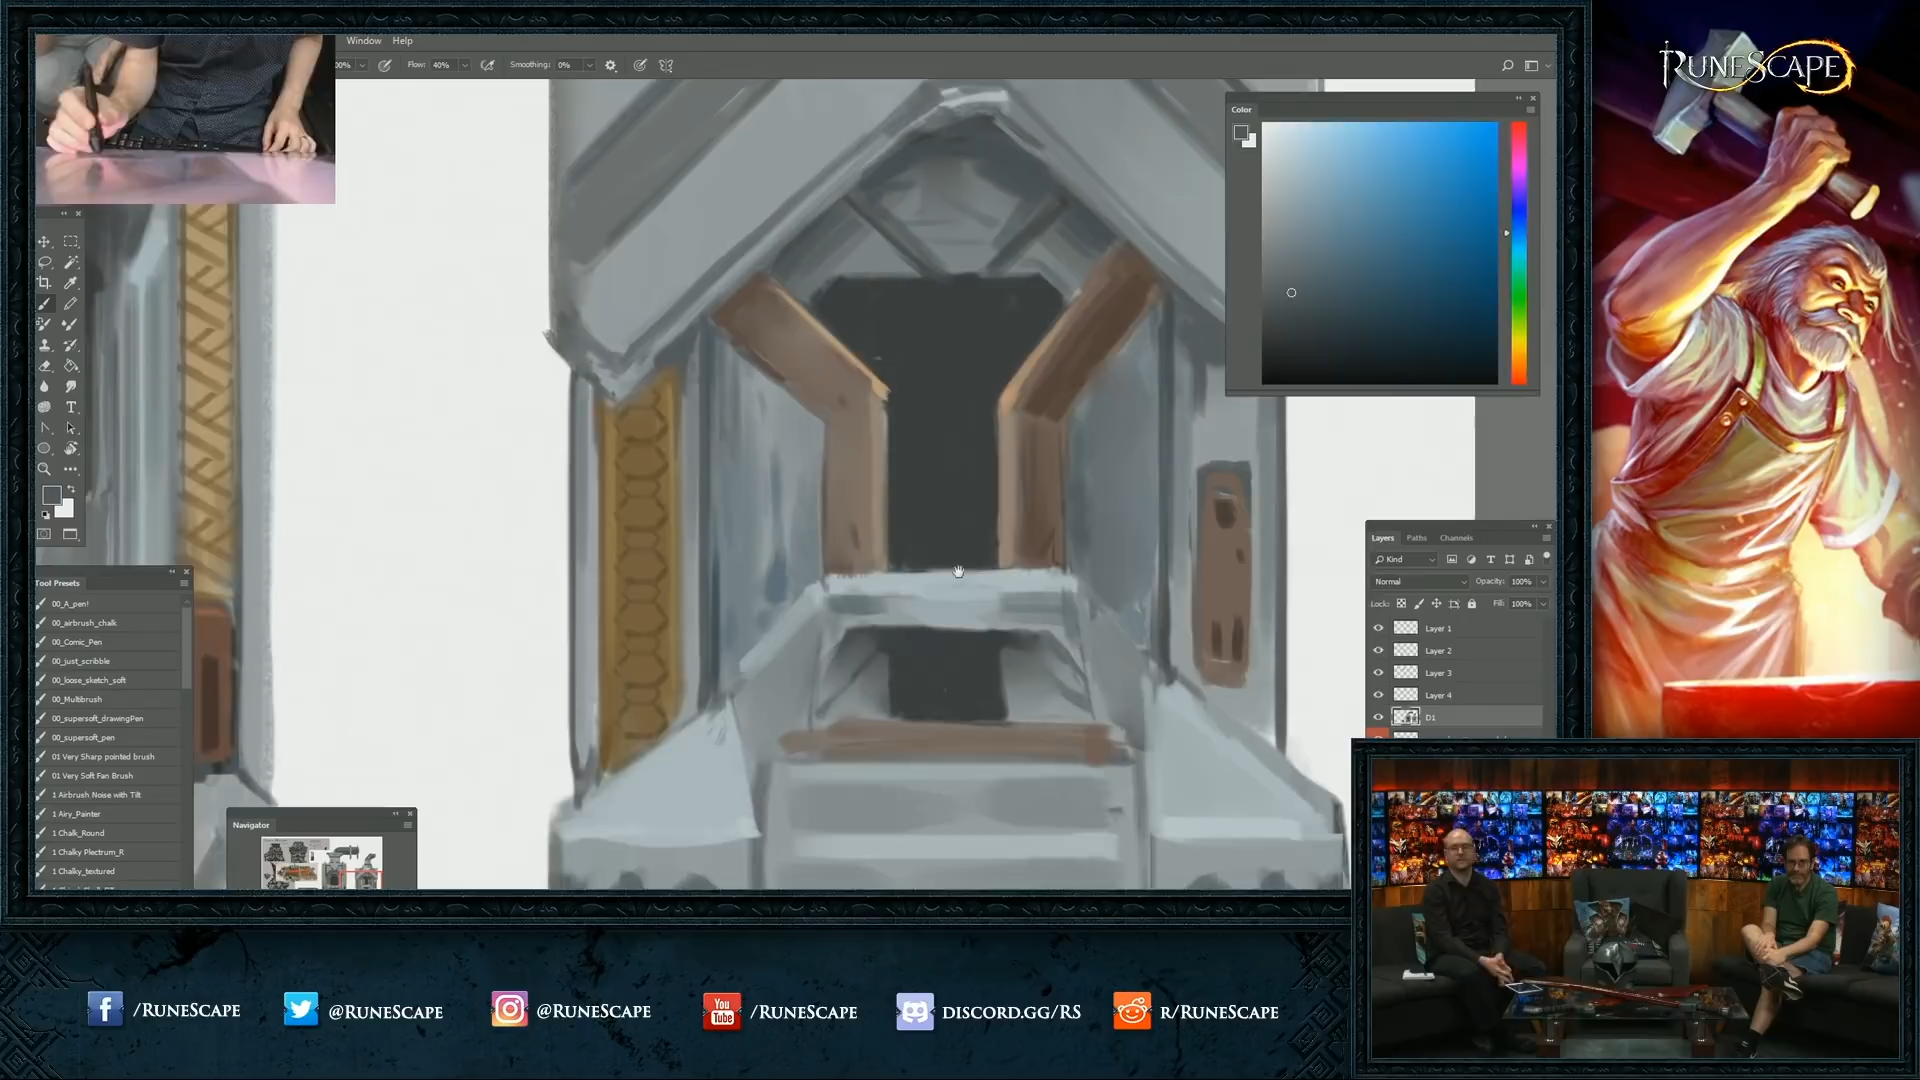 Window Help
00% Flow: 40% Smoothing: 0%
RUNESCAPE
Color
Tool Presets
00_A_pen!
00_airbrush_chalk
00_Comic_Pen
00_just_scribble
00_loose_sketch_soft
00_Multibrush
00_supersoft_drawingPen
00_supersoft_pen
01 Very Sharp pointed brush
01 Very Soft Fan Brush
1 Airbrush Noise with Tilt
1 Airy_Painter
1 Chalk_Round
1 Chalky Plectrum_R
1 Chalky_textured
Navigator
Layers Paths Channels
Kind
Normal Opacity: 100%
Lock: Fill: 100%
Layer 1
Layer 2
Layer 3
Layer 4
D1
/RUNESCAPE @RUNESCAPE @RUNESCAPE You Tube /RUNESCAPE DISCORD.GG/RS R/RUNESCAPE